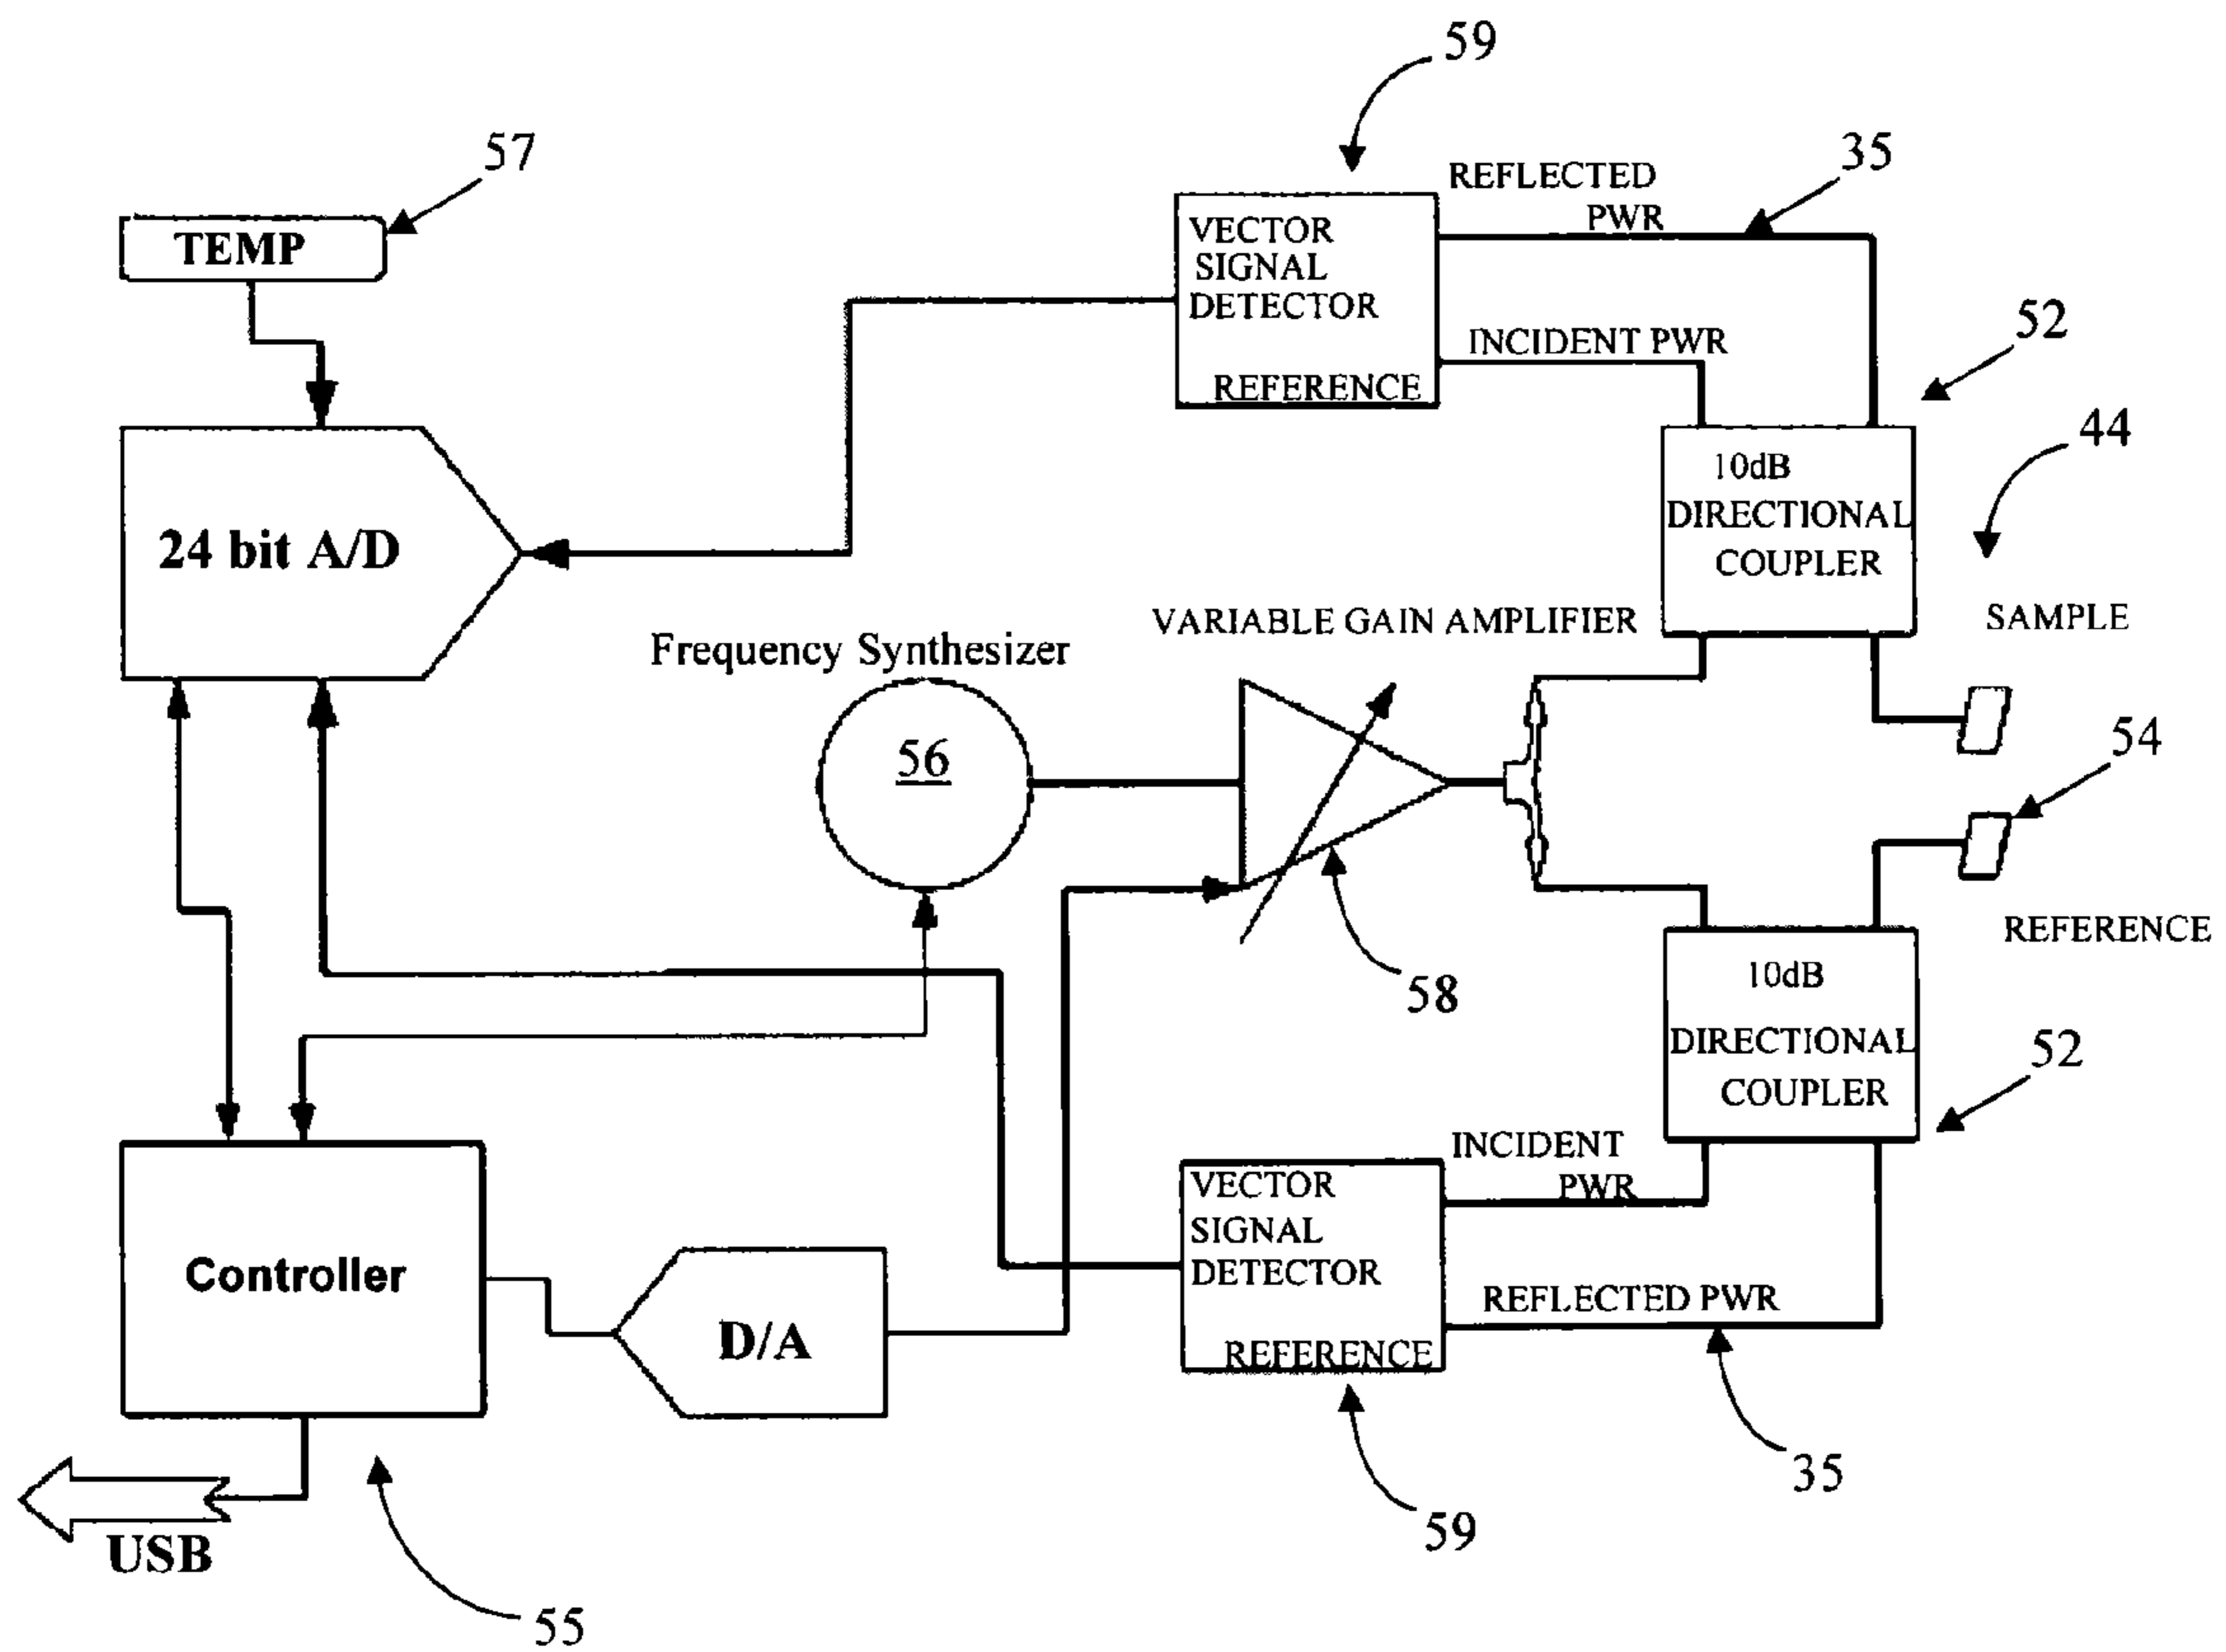 59
57
35
REFLECTED
PWR
TEMP
VECTOR
SIGNAL
DETECTOR
REFERENCE
INCIDENT PWR
52
44
10dB
DIRECTIONAL
COUPLER
24 bit A/D
SAMPLE
VARIABLE GAIN AMPLIFIER
Frequency Synthesizer
56
54
REFERENCE
58
10dB
DIRECTIONAL
COUPLER
52
INCIDENT
PWR
VECTOR
SIGNAL
DETECTOR
REFERENCE
REFLECTED PWR
Controller
D/A
35
59
USB
55